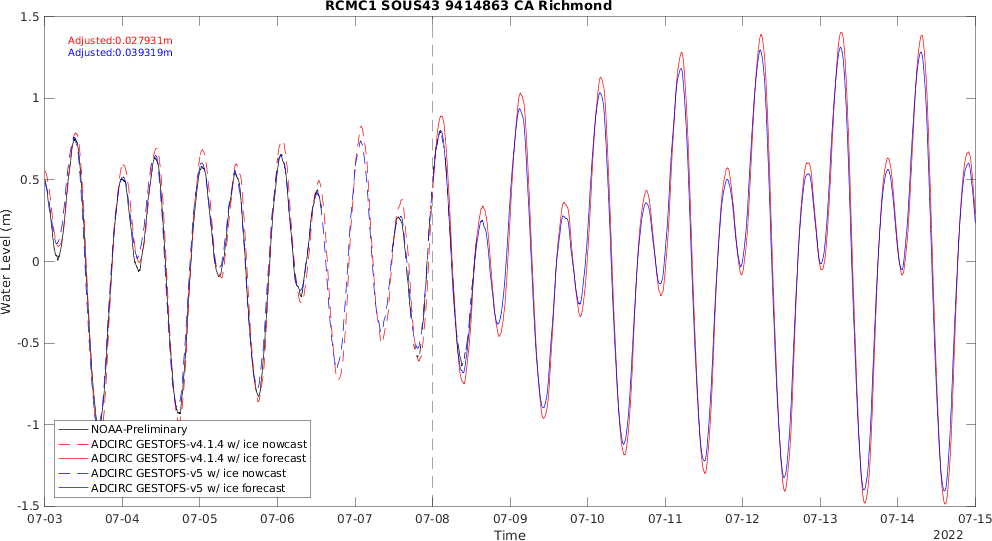 RCMC1 SOUS43 9414863 CA Richmond
Adjusted:0.027931m
Adjusted:0.039319m
Water Level (m)
1.5
1
0.5
0
-0.5
-1
-1.5
NOAA-Preliminary
ADCIRC GESTOFS-v4.1.4 w/ ice nowcast
ADCIRC GESTOFS-v4.1.4 w/ ice forecast
ADCIRC GESTOFS-v5 w/ ice nowcast
ADCIRC GESTOFS-v5 w/ ice forecast
07-03 07-04 07-05 07-06 07-07 07-08 07-09 07-10 07-11 07-12 07-13 07-14 07-15
Time
2022